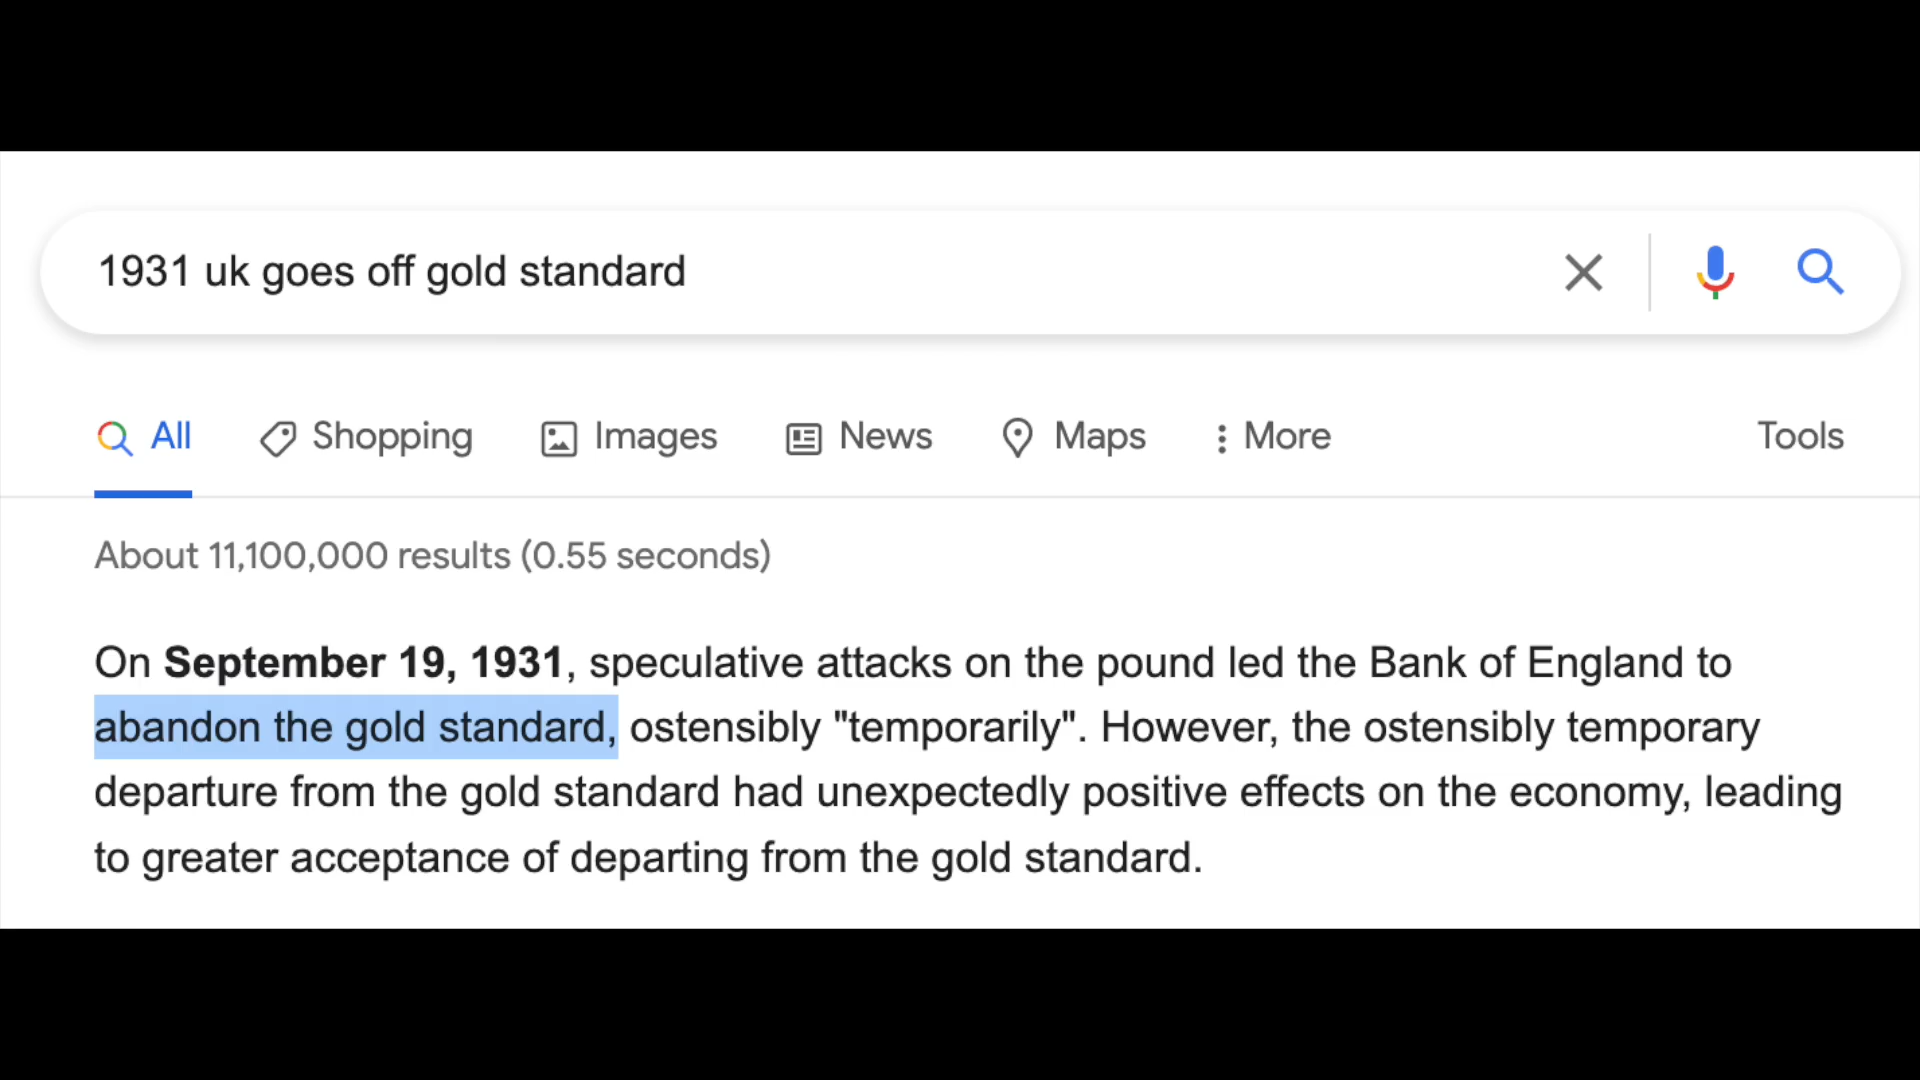 1931 uk goes off gold standard
All Shopping Images News Maps More Tools
About 11,100,000 results (0.55 seconds)
On September 19, 1931, speculative attacks on the pound led the Bank of England to
abandon the gold standard, ostensibly "temporarily". However, the ostensibly temporary
departure from the gold standard had unexpectedly positive effects on the economy, leading
to greater acceptance of departing from the gold standard.